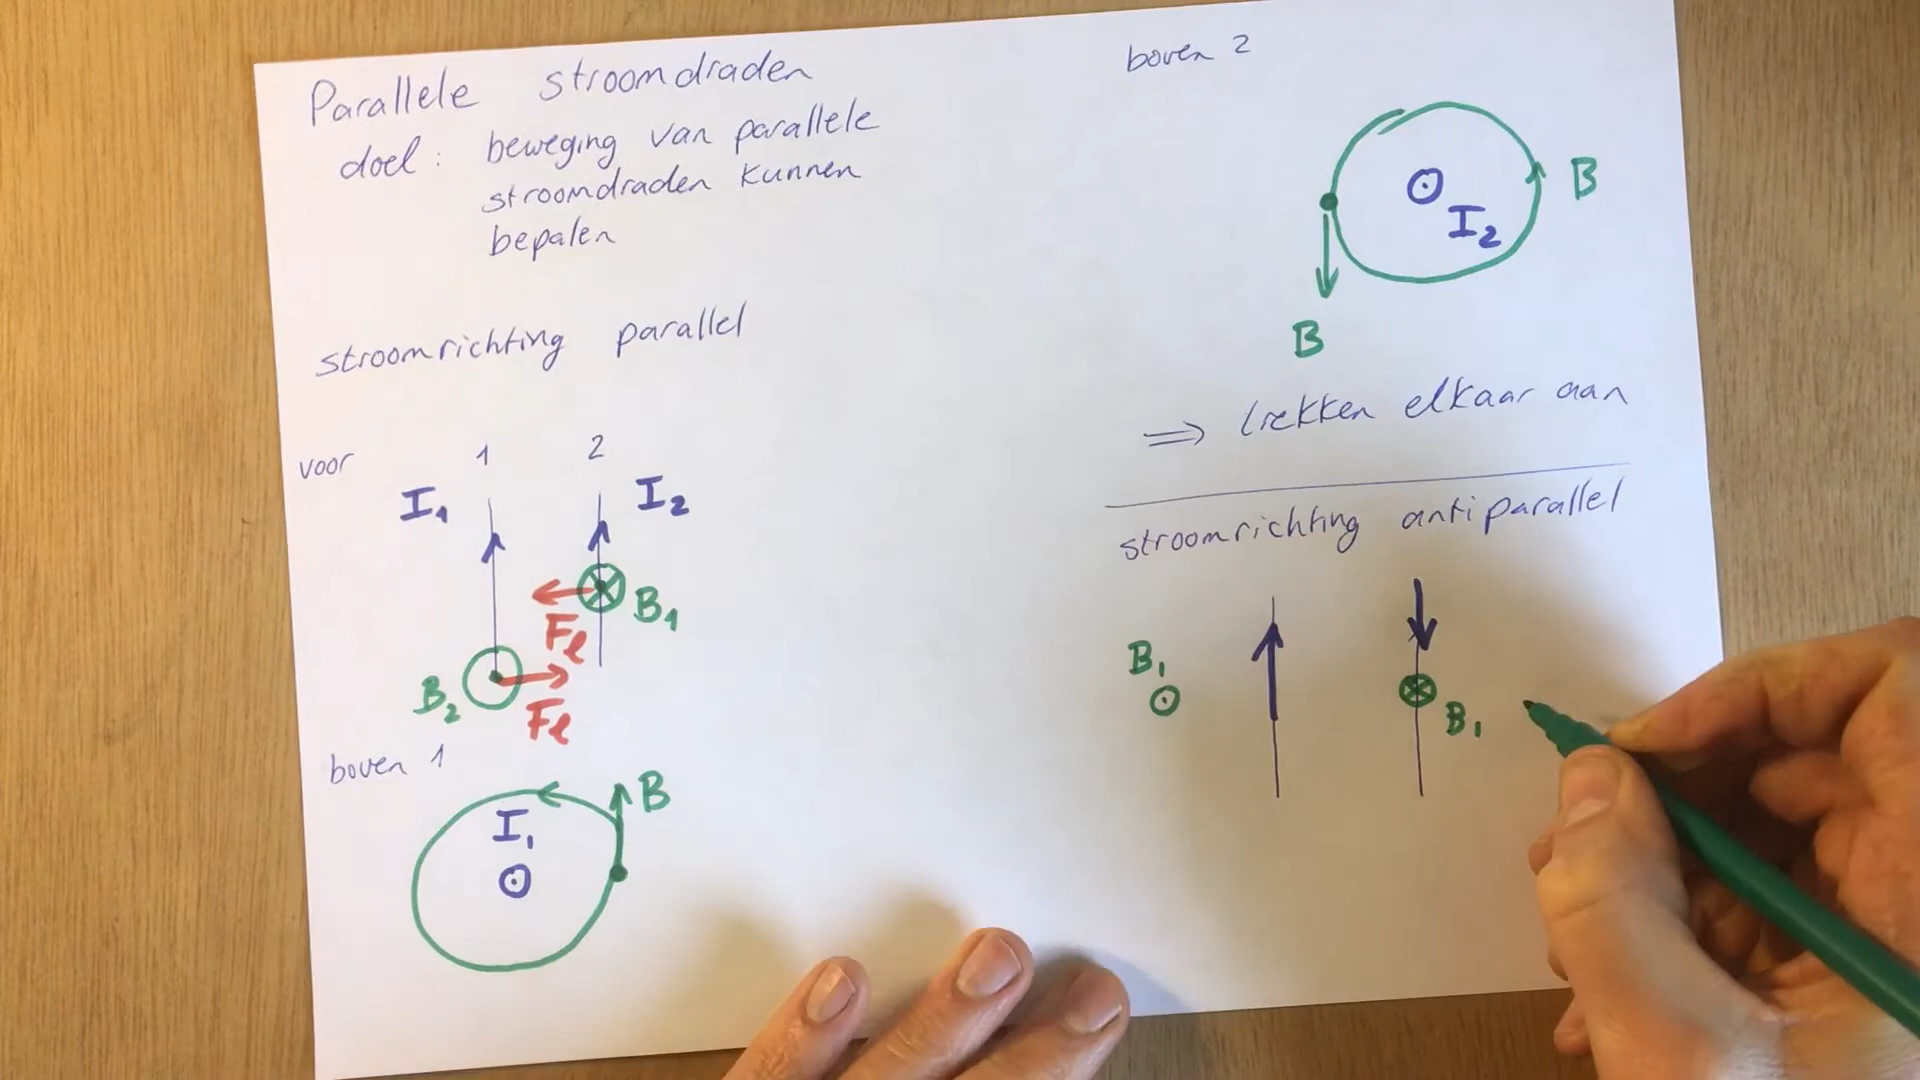 Parallele stroomdraden
doel: beweging van parallele
stroomdraden kunnen
bepalen
stroomrichting parallel
voor 1 2
I₁ I₂
B₁
Fℓ
B₂
Fℓ
boven 1
B
I₁
boven 2
B
I₂
B
⇒ trekken elkaar aan
stroomrichting antiparallel
B₁
B₁